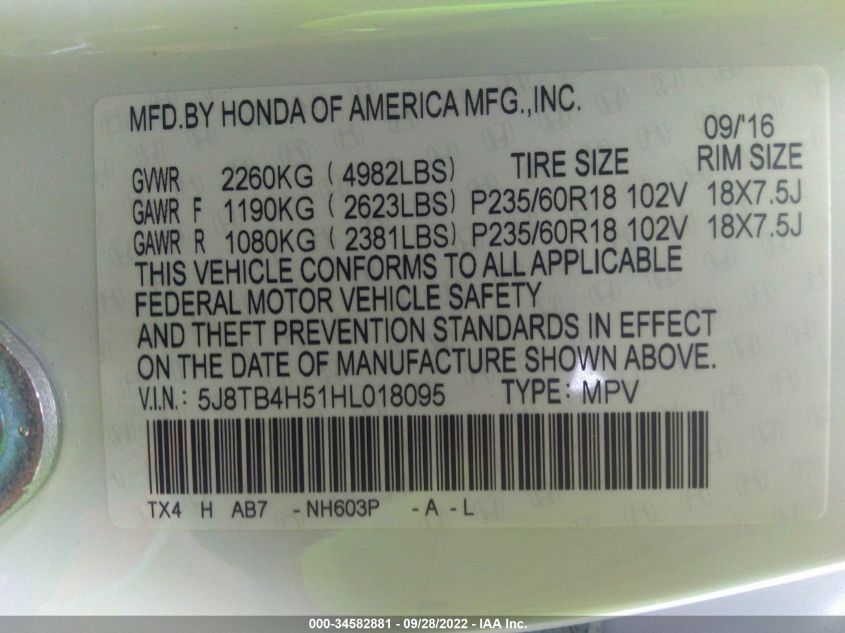 MFD.BY HONDA OF AMERICA MFG.,INC.
09/'16
GVWR 2260KG ( 4982LBS) TIRE SIZE RIM SIZE
GAWR F 1190KG ( 2623LBS) P235/60R18 102V 18X7.5J
GAWR R 1080KG ( 2381LBS) P235/60R18 102V 18X7.5J
THIS VEHICLE CONFORMS TO ALL APPLICABLE
FEDERAL MOTOR VEHICLE SAFETY
AND THEFT PREVENTION STANDARDS IN EFFECT
ON THE DATE OF MANUFACTURE SHOWN ABOVE.
V.I.N.: 5J8TB4H51HL018095 TYPE: MPV
TX4 H AB7 -NH603P -A -L
000-34582881 - 09/28/2022 - IAA Inc.